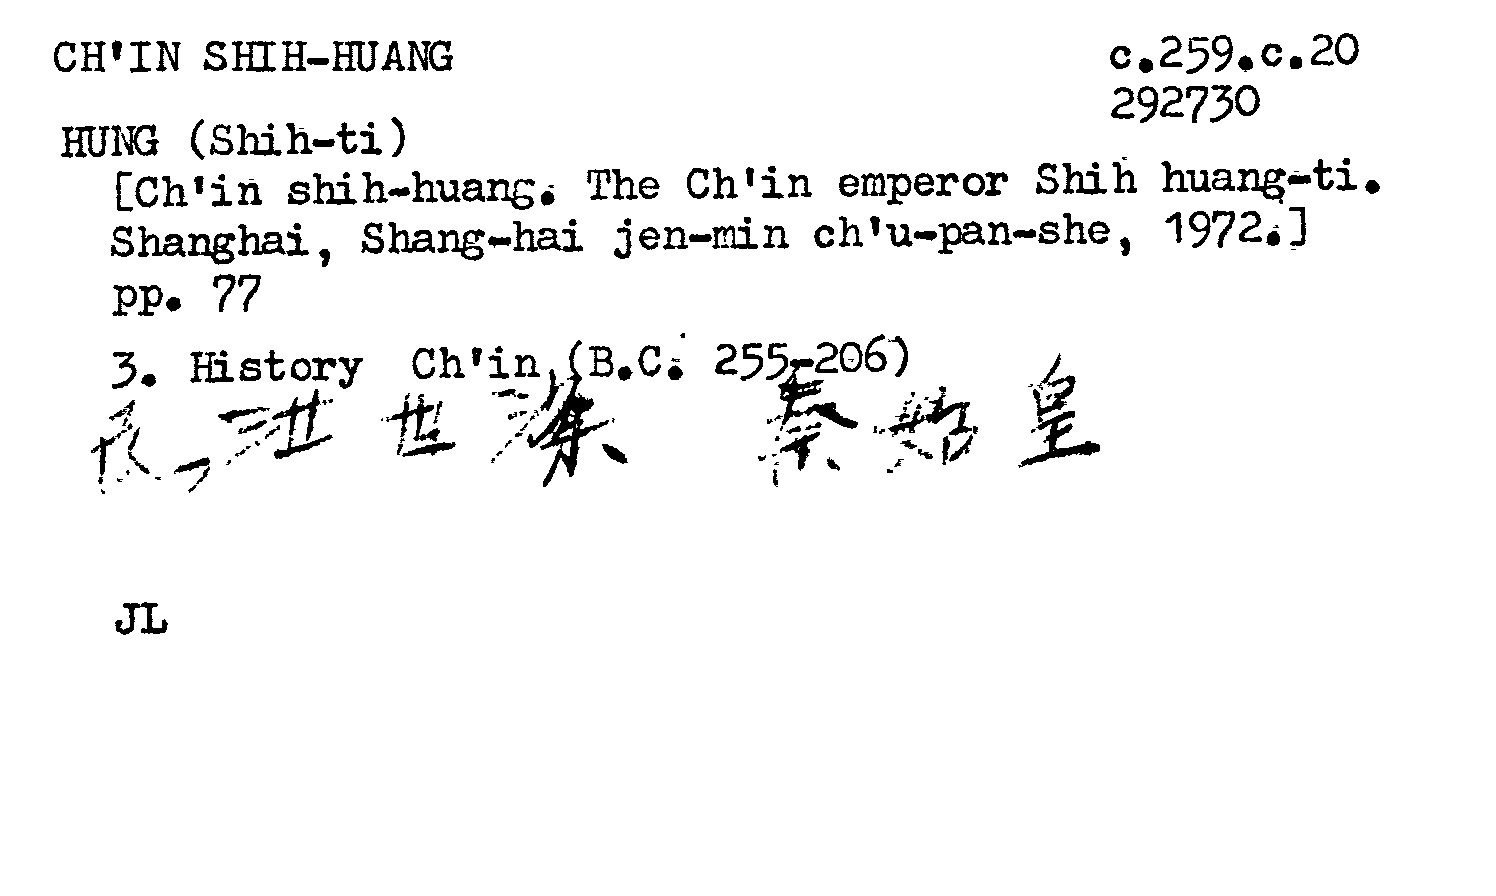 CH'IN SHIH-HUANG c.259.c.20
292730
HUNG (Shih-ti)
[Ch'in shih-huang. The Ch'in emperor Shih huang-ti.
Shanghai, Shang-hai jen-min ch'u-pan-she, 1972.]
pp. 77
3. History Ch'in (B.C. 255-206)
洪世滌 秦始皇
JL